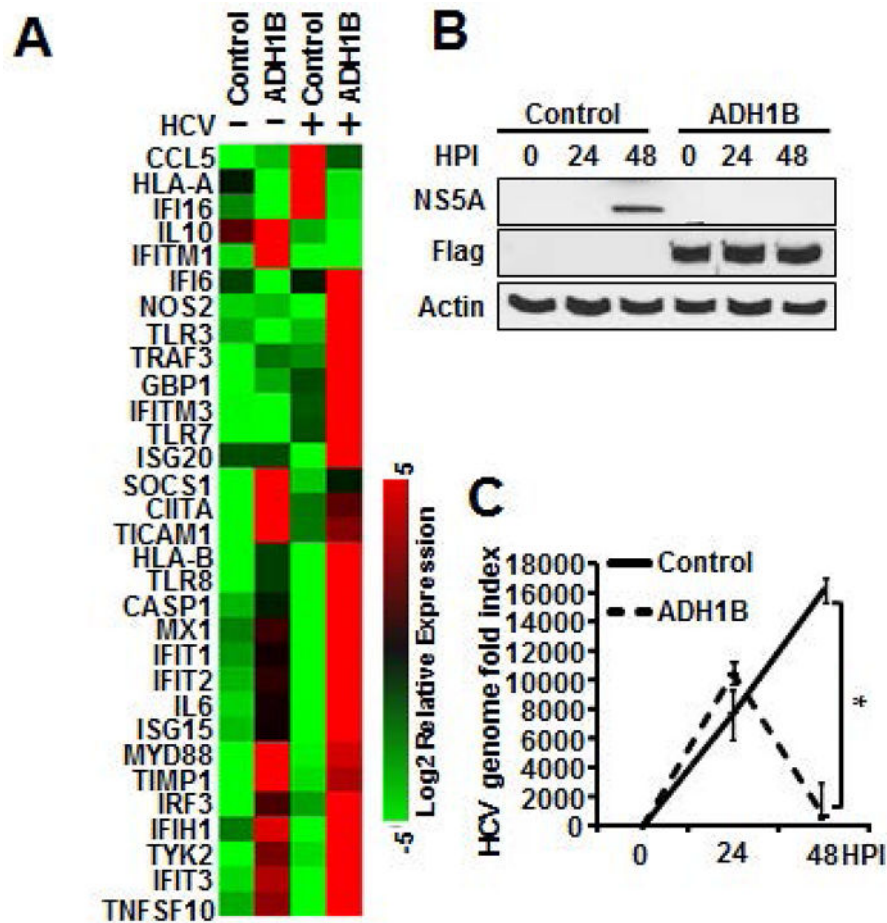 A
Control
ADH1B
Control
ADH1B
HCV − − + +
CCL5
HLA-A
IFI16
IL10
IFITM1
IFI6
NOS2
TLR3
TRAF3
GBP1
IFITM3
TLR7
ISG20
SOCS1
CIITA
TICAM1
HLA-B
TLR8
CASP1
MX1
IFIT1
IFIT2
IL6
ISG15
MYD88
TIMP1
IRF3
IFIH1
TYK2
IFIT3
TNFSF10
5
Log2 Relative Expression
-5
B
Control ADH1B
HPI 0 24 48 0 24 48
NS5A
Flag
Actin
C
HCV genome fold index
18000
16000
14000
12000
10000
8000
6000
4000
2000
0
Control
ADH1B
*
0 24 48 HPI